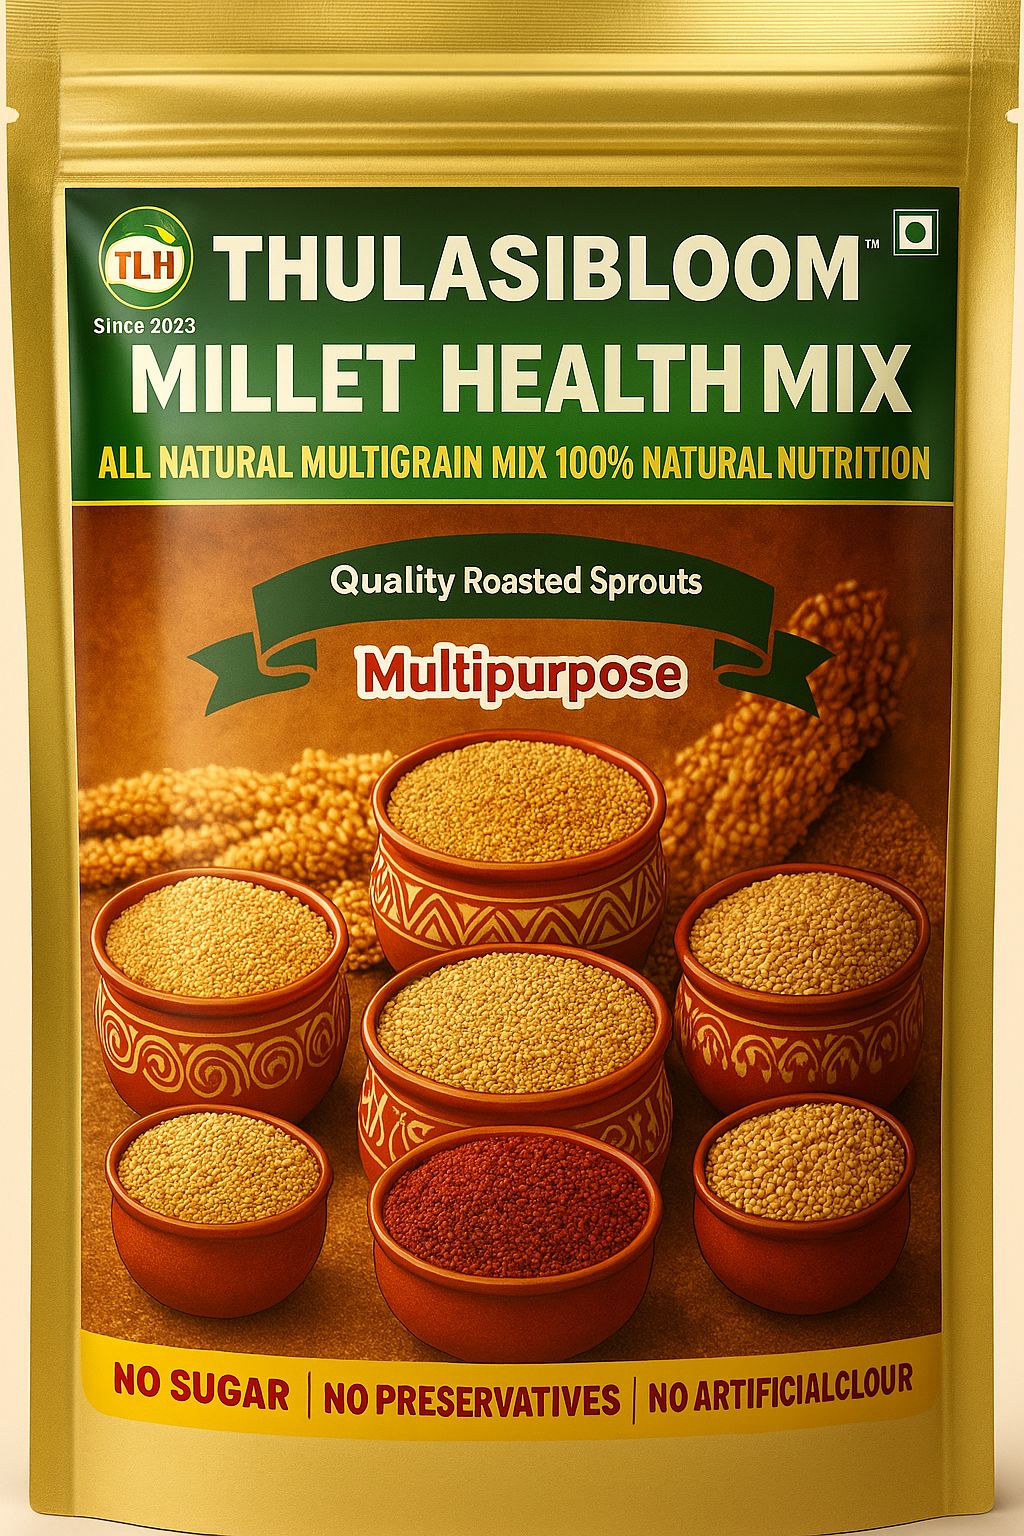 TLH
THULASIBLOOM™
Since 2023
MILLET HEALTH MIX
ALL NATURAL MULTIGRAIN MIX 100% NATURAL NUTRITION
Quality Roasted Sprouts
Multipurpose
NO SUGAR | NO PRESERVATIVES | NO ARTIFICIALCLOUR